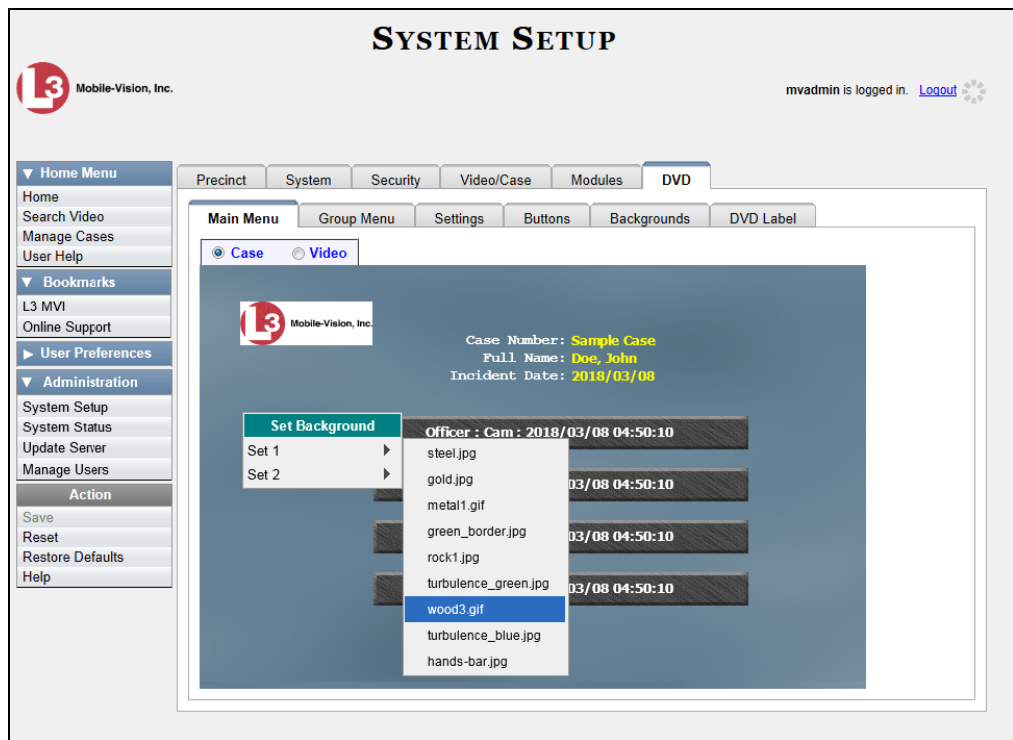 SYSTEM SETUP
L3 Mobile-Vision, Inc.
mvadmin is logged in. Logout
▼ Home Menu
Home
Search Video
Manage Cases
User Help
▼ Bookmarks
L3 MVI
Online Support
▶ User Preferences
▼ Administration
System Setup
System Status
Update Server
Manage Users
Action
Save
Reset
Restore Defaults
Help
Precinct System Security Video/Case Modules DVD
Main Menu Group Menu Settings Buttons Backgrounds DVD Label
Case Video
L3 Mobile-Vision, Inc.
Case Number: Sample Case
Full Name: Doe, John
Incident Date: 2018/03/08
Set Background
Set 1
Set 2
Officer : Cam : 2018/03/08 04:50:10
03/08 04:50:10
03/08 04:50:10
03/08 04:50:10
steel.jpg
gold.jpg
metal1.gif
green_border.jpg
rock1.jpg
turbulence_green.jpg
wood3.gif
turbulence_blue.jpg
hands-bar.jpg